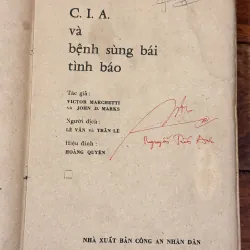 C. I. A.
và
bệnh sùng bái
tình báo
Tác giả :
VICTOR MARCHETTI
VÀ JOHN D. MARKS
Người dịch :
LÊ VÂN VÀ TRẦN LÊ
Hiệu đính :
HOÀNG QUYÊN
NHÀ XUẤT BẢN CÔNG AN NHÂN DÂN